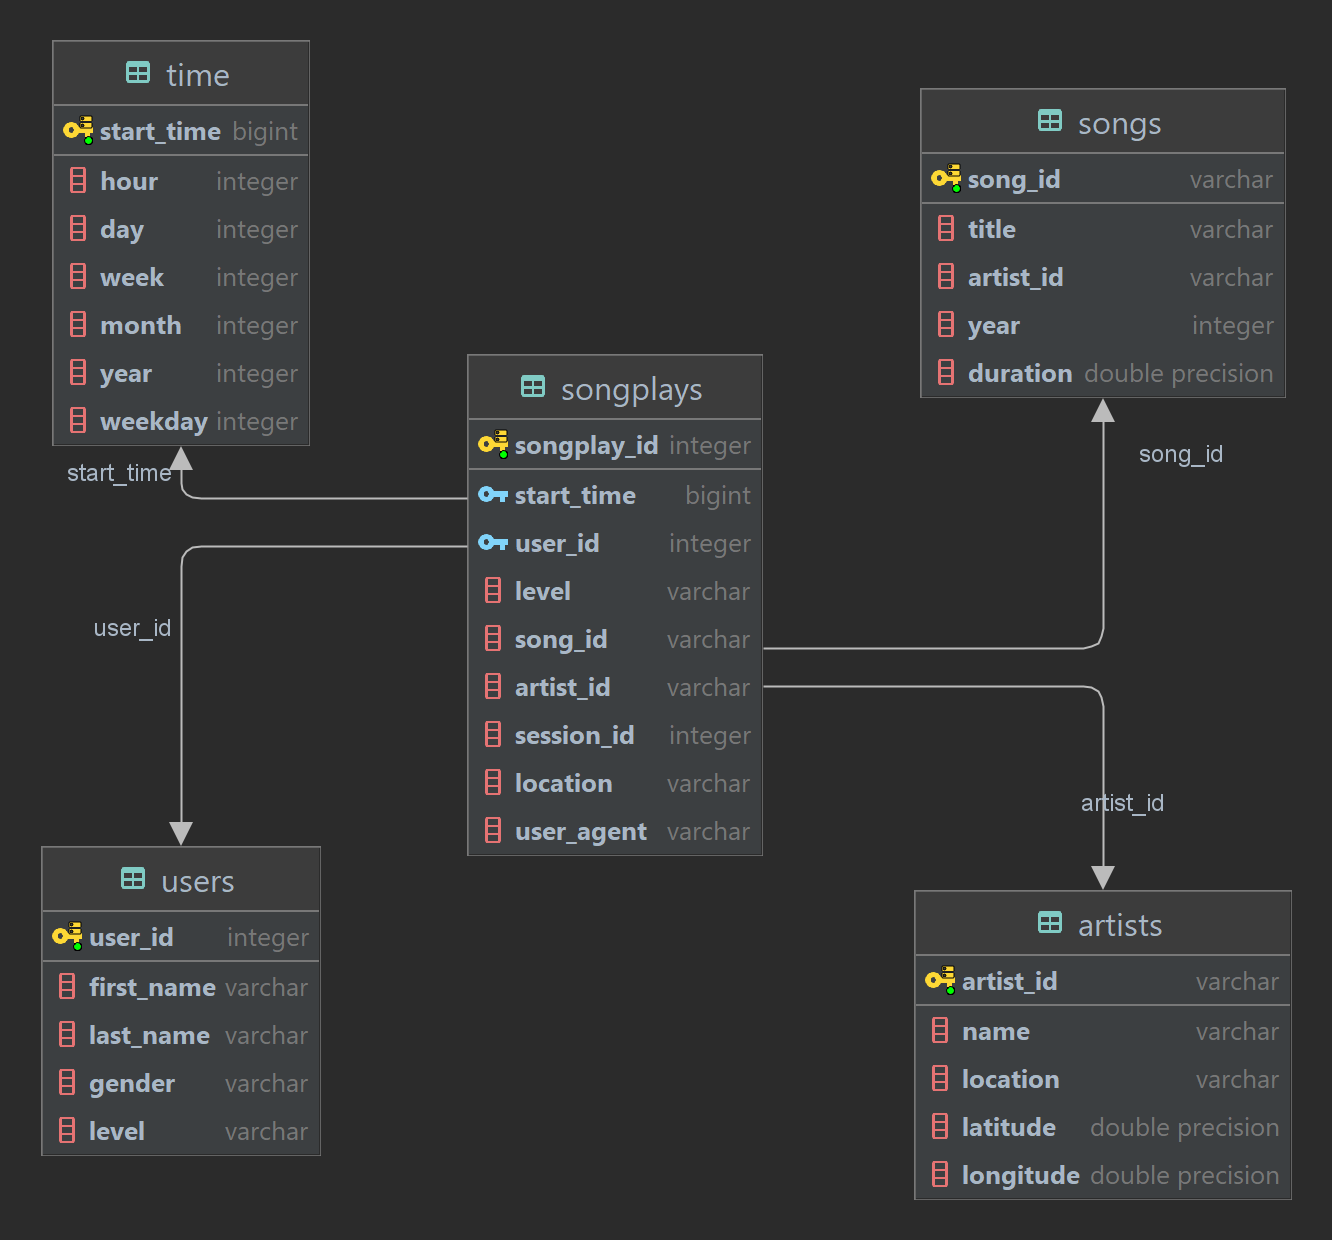 time
start_time bigint
hour integer
day integer
week integer
month integer
year integer
weekday integer
start_time
songs
song_id varchar
title varchar
artist_id varchar
year integer
duration double precision
song_id
songplays
songplay_id integer
start_time bigint
user_id integer
level varchar
song_id varchar
artist_id varchar
session_id integer
location varchar
user_agent varchar
user_id
artist_id
users
user_id integer
first_name varchar
last_name varchar
gender varchar
level varchar
artists
artist_id varchar
name varchar
location varchar
latitude double precision
longitude double precision